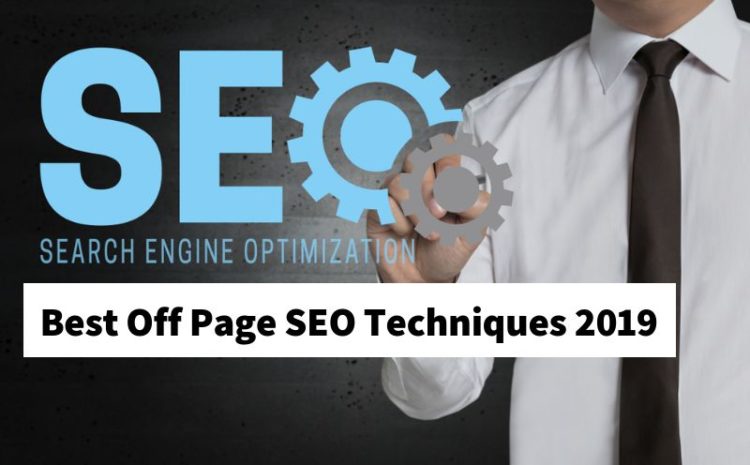 SEO
SEARCH ENGINE OPTIMIZATION
Best Off Page SEO Techniques 2019